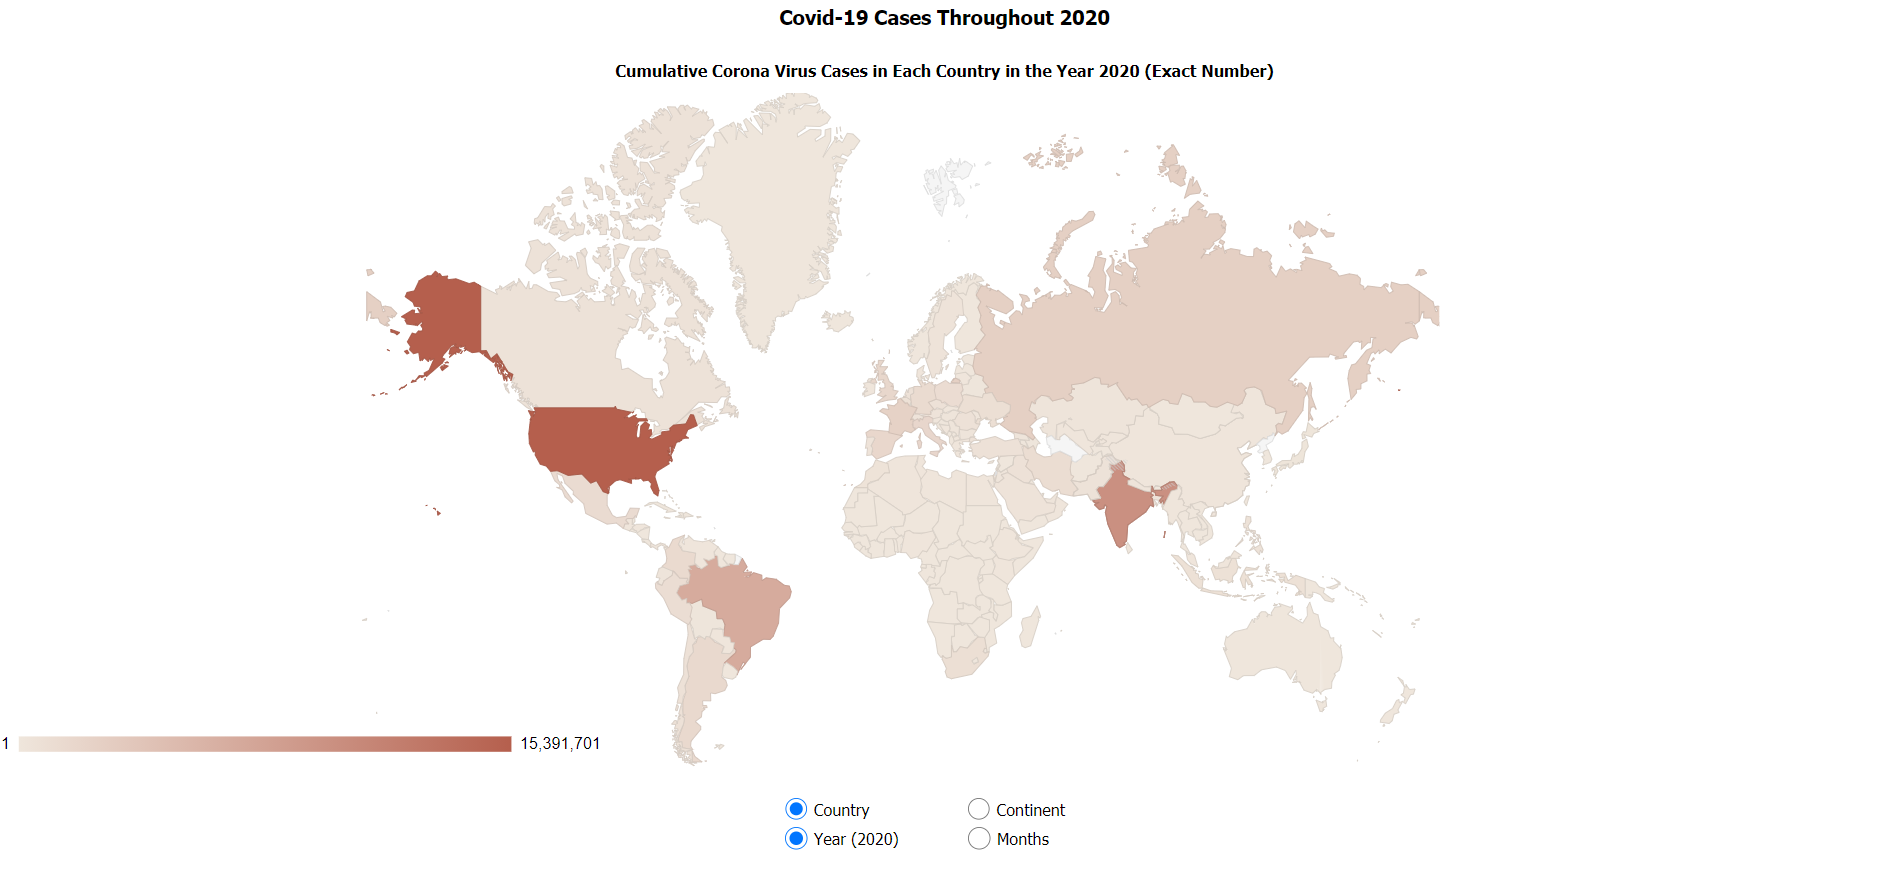 Covid-19 Cases Throughout 2020
Cumulative Corona Virus Cases in Each Country in the Year 2020 (Exact Number)
1 15,391,701
Country Continent
Year (2020) Months